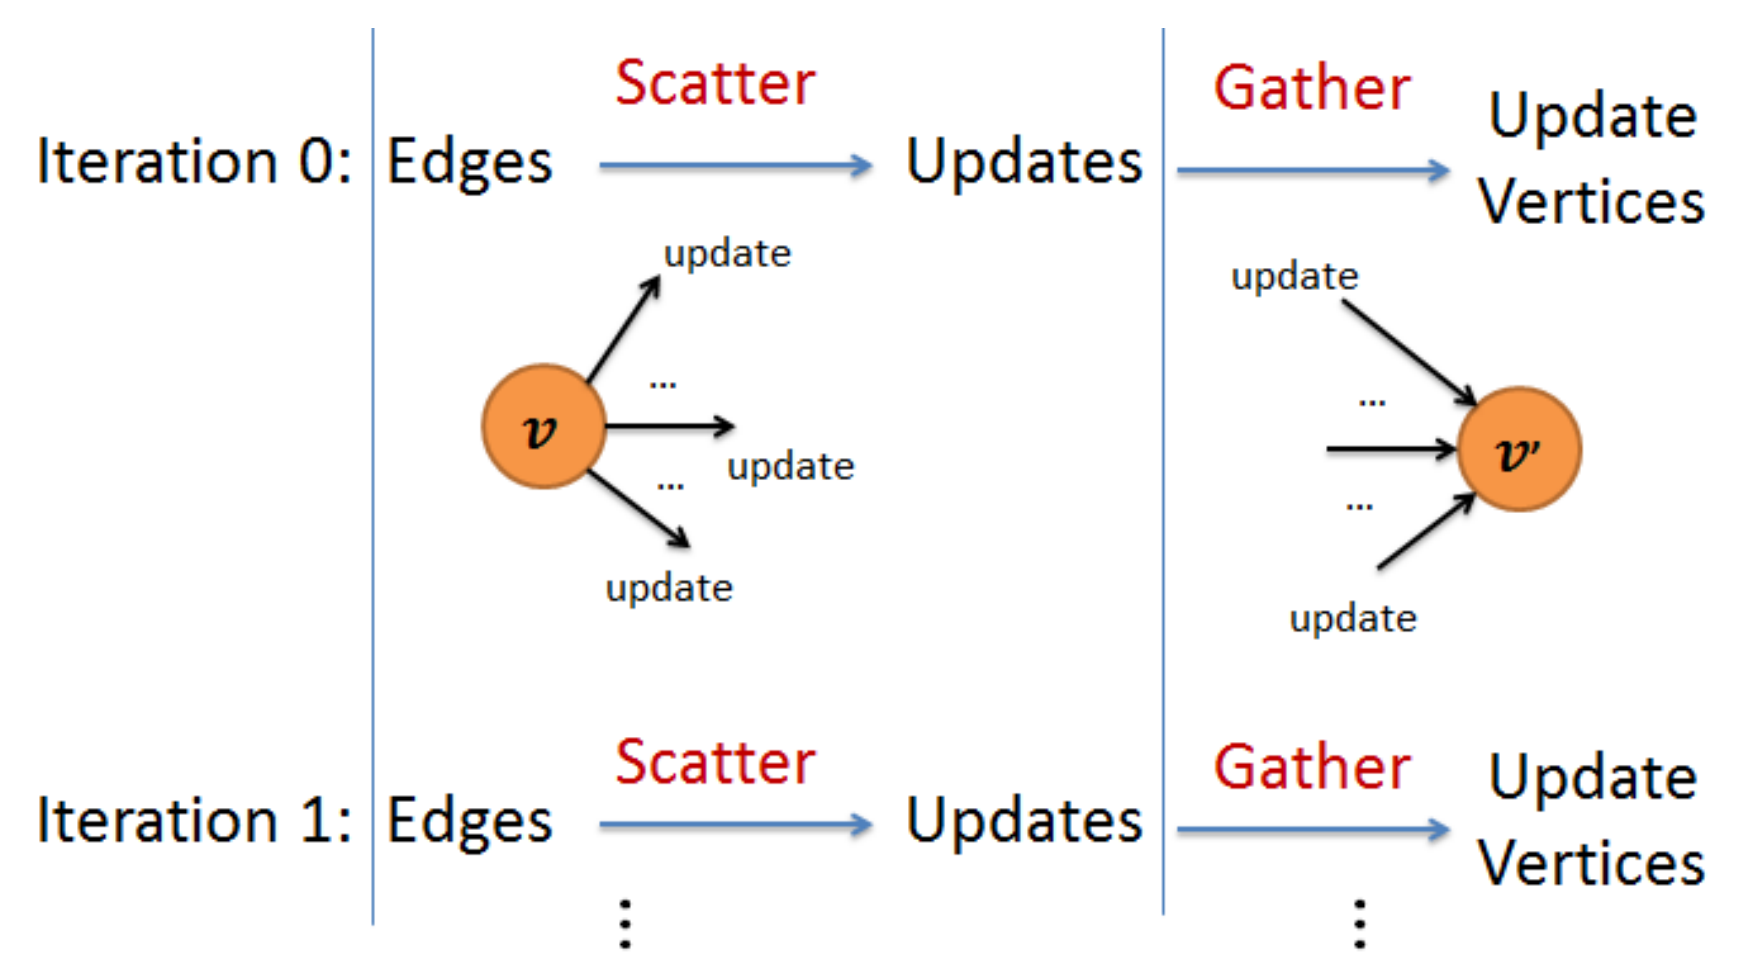 Scatter
Gather
Iteration 0: Edges Updates Update
Vertices
update
update
...
...
v
v’
update
...
...
update
update
Scatter
Gather
Iteration 1: Edges Updates Update
Vertices
⋮
⋮